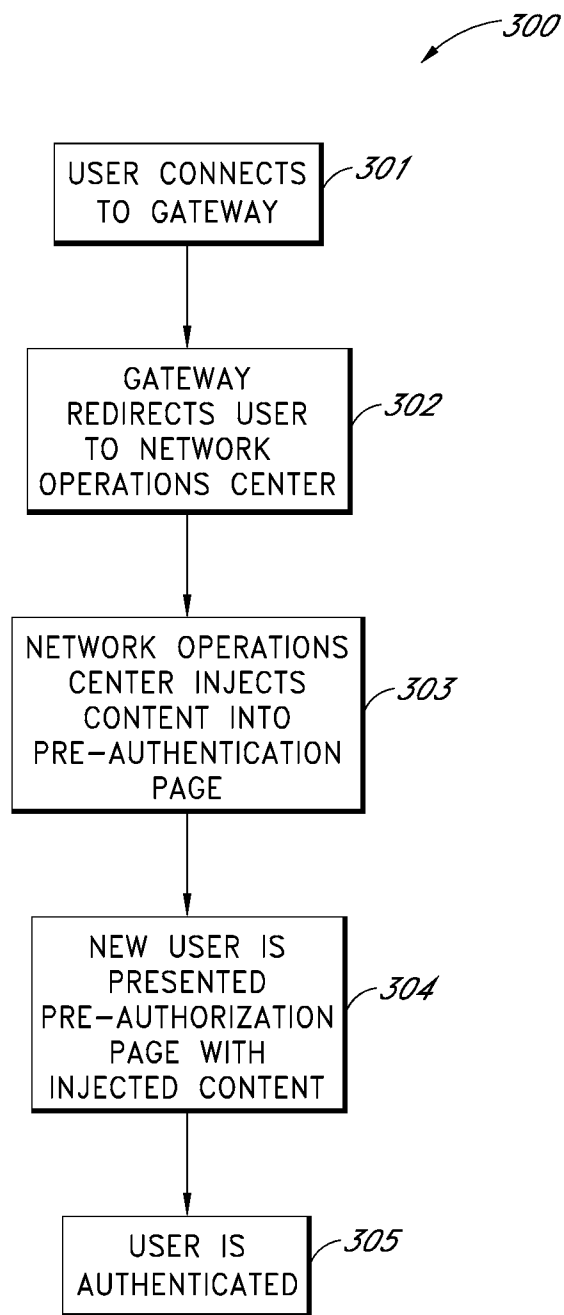 300
USER CONNECTS
TO GATEWAY
301
GATEWAY
REDIRECTS USER
TO NETWORK
OPERATIONS CENTER
302
NETWORK OPERATIONS
CENTER INJECTS
CONTENT INTO
PRE-AUTHENTICATION
PAGE
303
NEW USER IS
PRESENTED
PRE-AUTHORIZATION
PAGE WITH
INJECTED CONTENT
304
USER IS
AUTHENTICATED
305